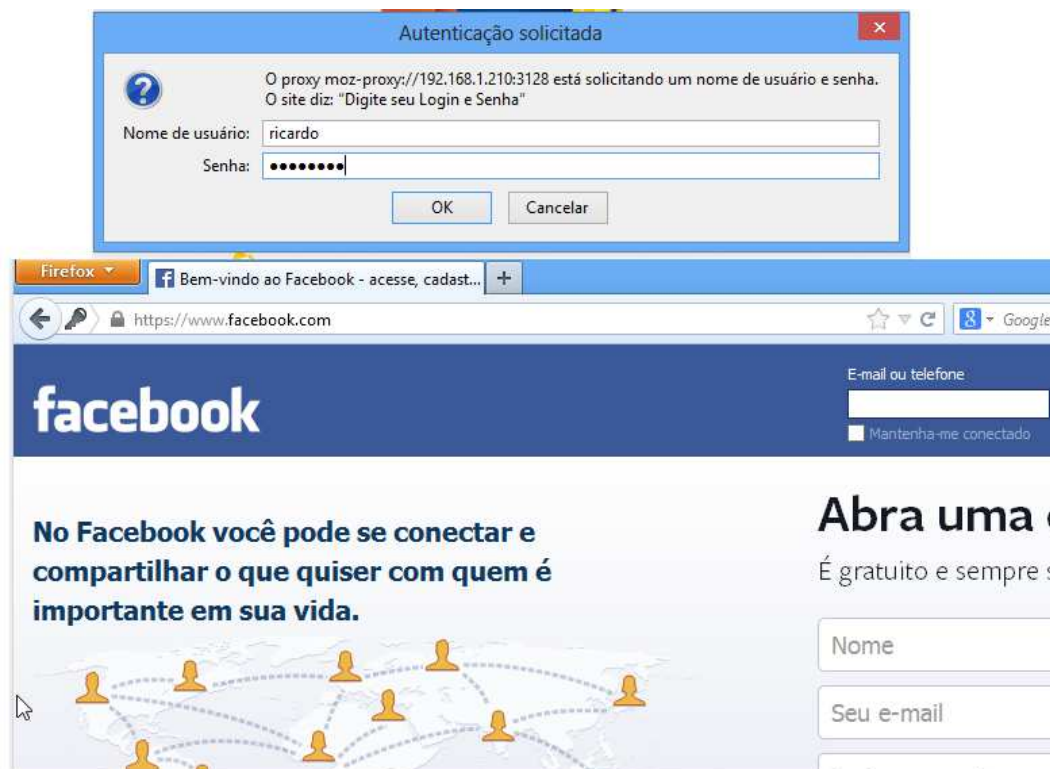 Autenticação solicitada
O proxy moz-proxy://192.168.1.210:3128 está solicitando um nome de usuário e senha.
O site diz: "Digite seu Login e Senha"
Nome de usuário: ricardo
Senha: ●●●●●●●●
OK Cancelar
Firefox
Bem-vindo ao Facebook - acesse, cadast...
https://www.facebook.com
Google
facebook
E-mail ou telefone
Mantenha-me conectado
No Facebook você pode se conectar e
compartilhar o que quiser com quem é
importante em sua vida.
Abra uma
É gratuito e sempre
Nome
Seu e-mail